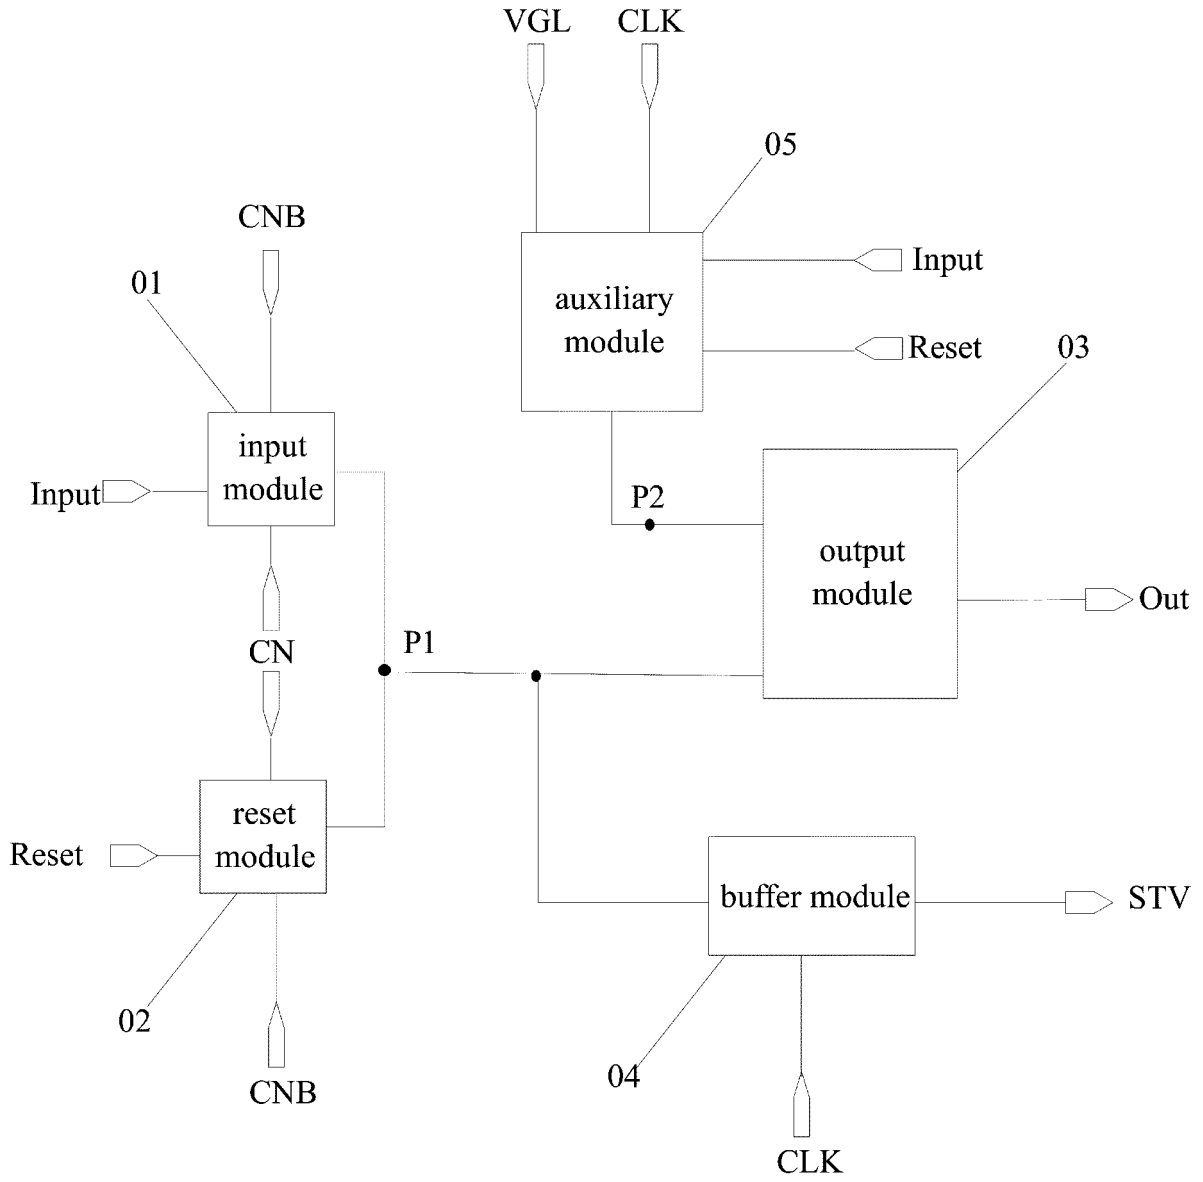 VGL CLK
05
CNB
01
Input
auxiliary
module
Reset
03
input
module
Input
P2
output
module
Out
CN
P1
reset
module
Reset
buffer module
STV
02
04
CNB
CLK